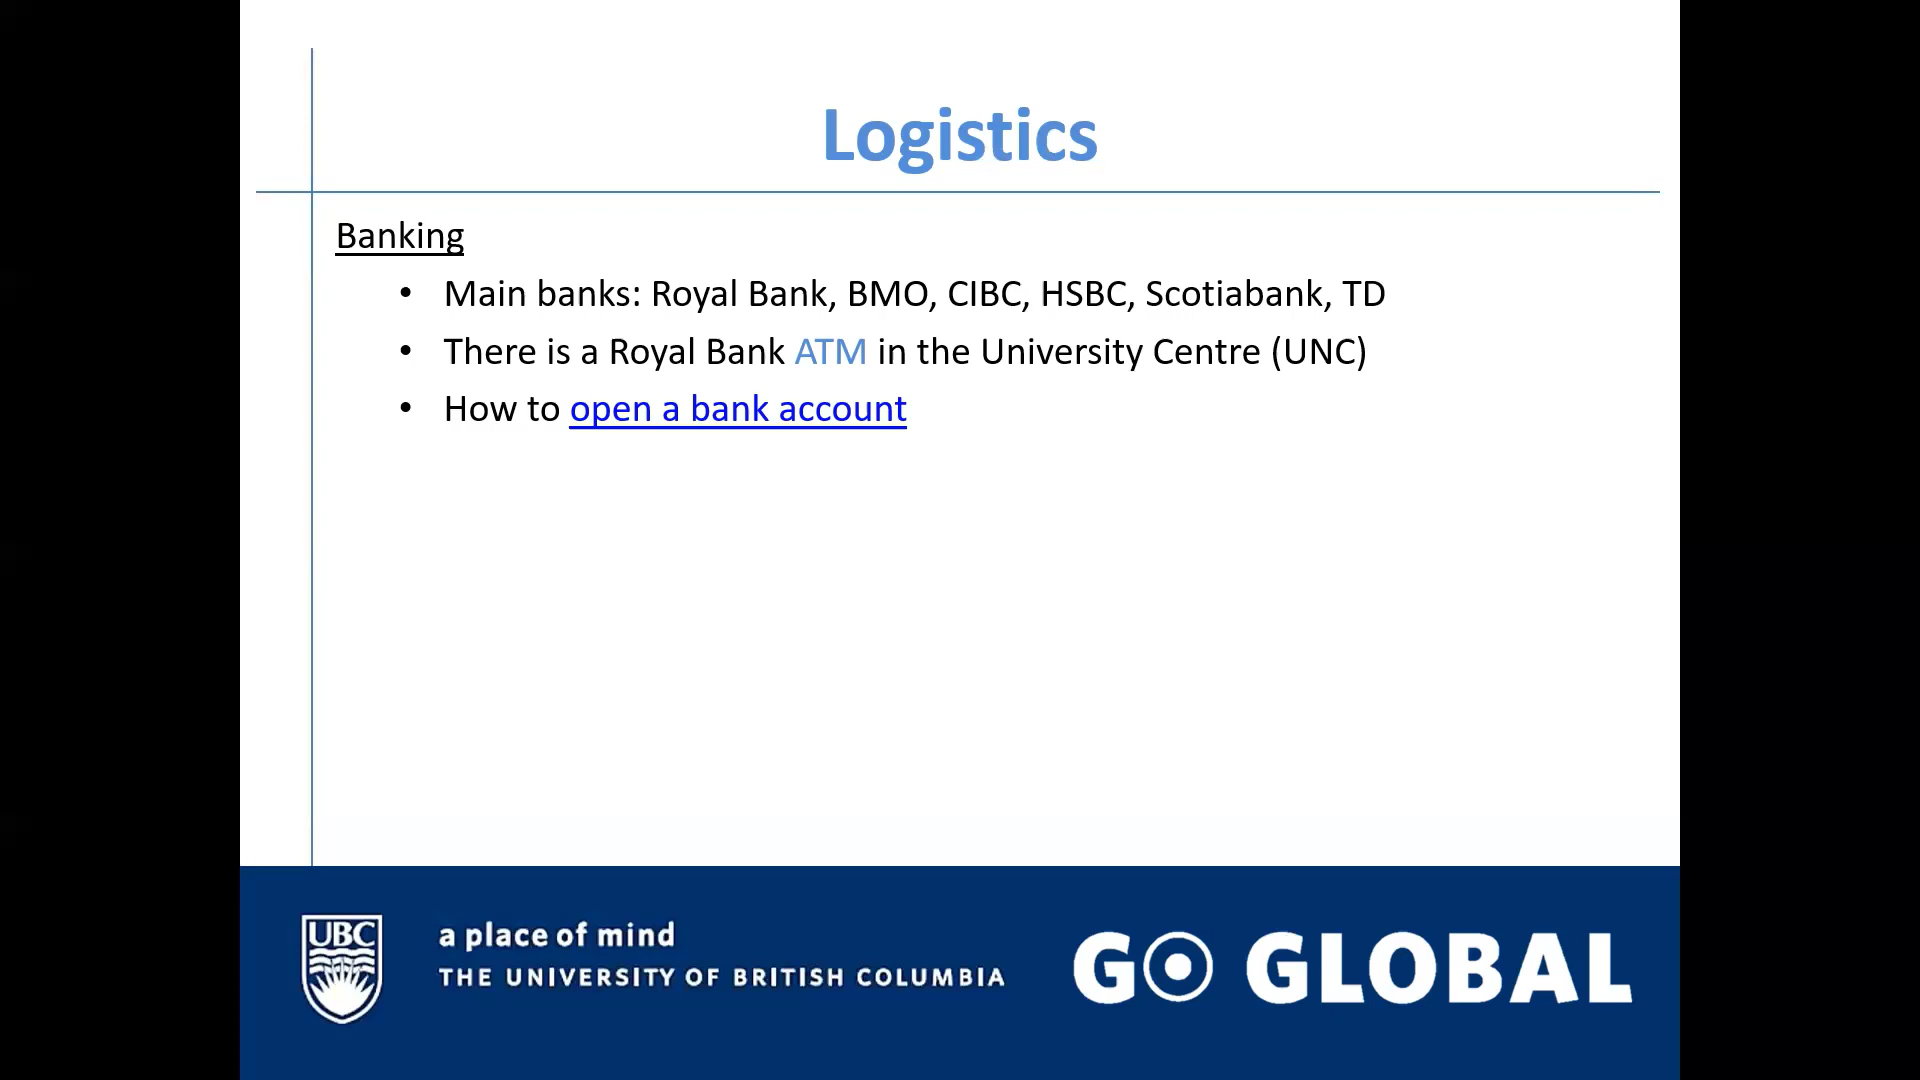 Logistics
Banking
• Main banks: Royal Bank, BMO, CIBC, HSBC, Scotiabank, TD
• There is a Royal Bank ATM in the University Centre (UNC)
• How to open a bank account
UBC
a place of mind
THE UNIVERSITY OF BRITISH COLUMBIA
GO GLOBAL